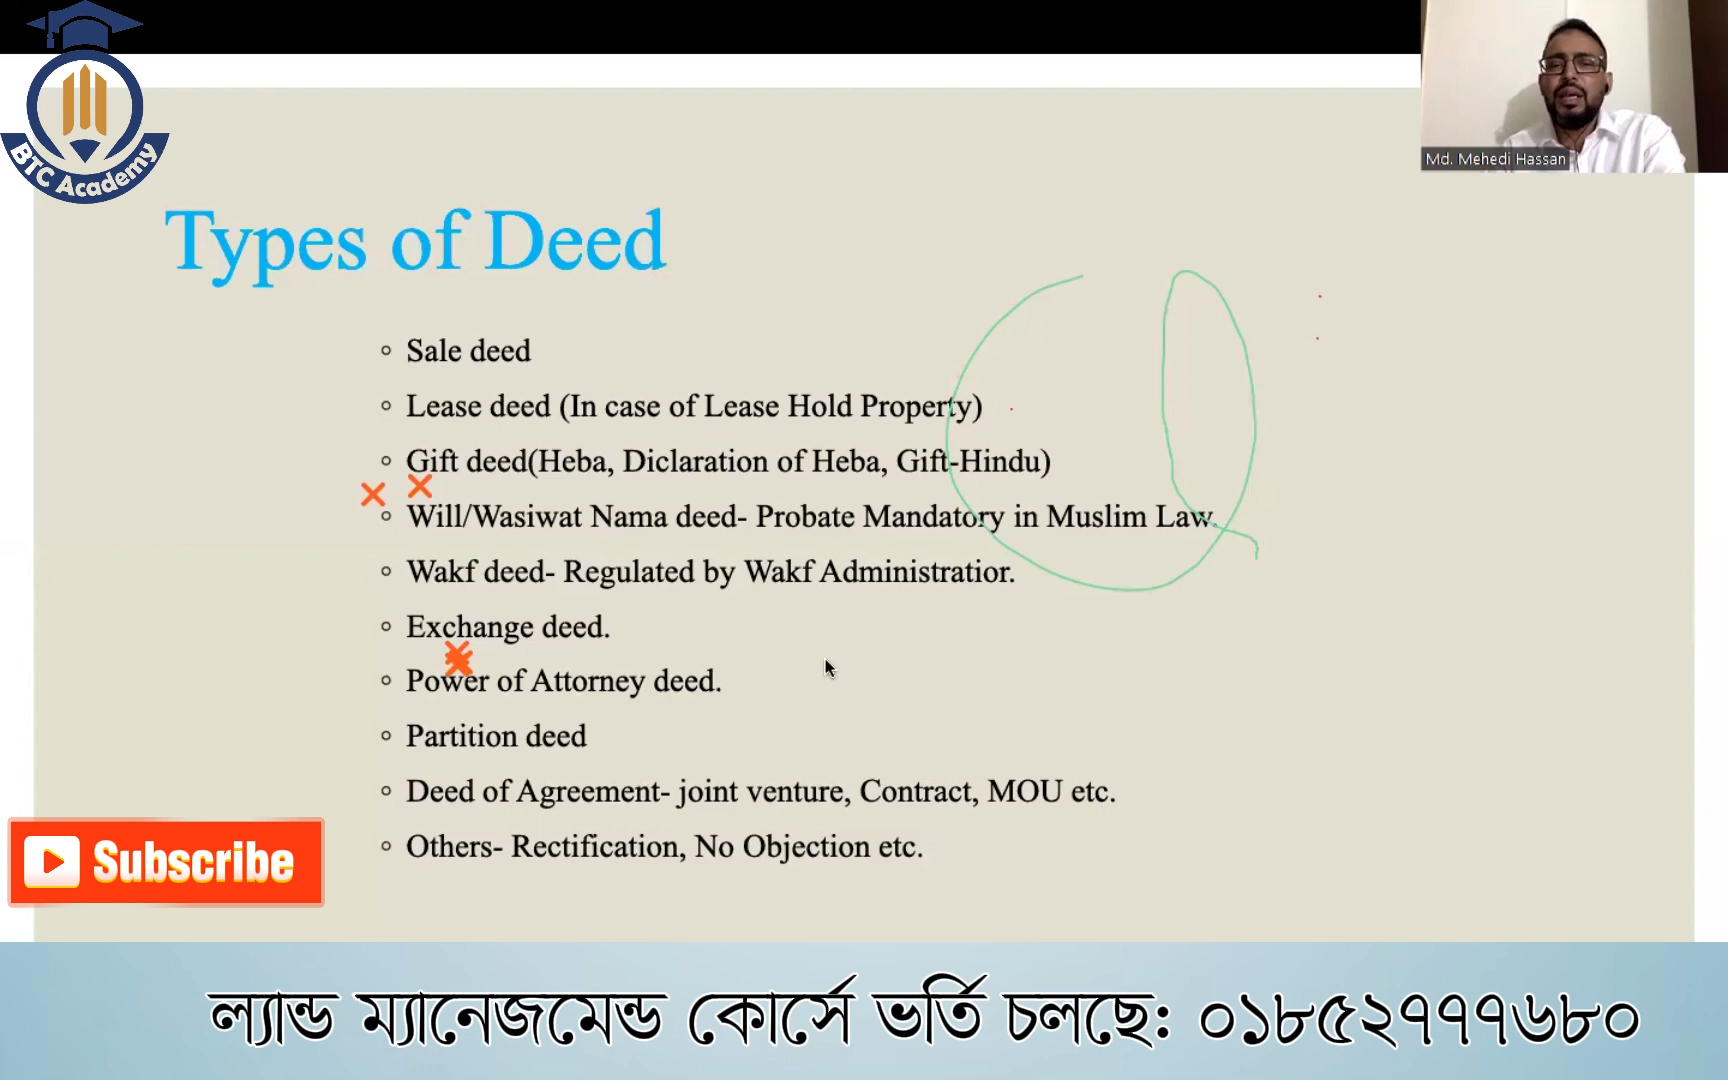 BTC Academy
Md. Mehedi Hassan
Types of Deed
Sale deed
Lease deed (In case of Lease Hold Property)
Gift deed(Heba, Diclaration of Heba, Gift-Hindu)
Will/Wasiwat Nama deed- Probate Mandatory in Muslim Law.
Wakf deed- Regulated by Wakf Administratior.
Exchange deed.
Power of Attorney deed.
Partition deed
Deed of Agreement- joint venture, Contract, MOU etc.
Others- Rectification, No Objection etc.
Subscribe
ল্যান্ড ম্যানেজমেন্ড কোর্সে ভর্তি চলছে: ০১৮৫২৭৭৭৬৮০